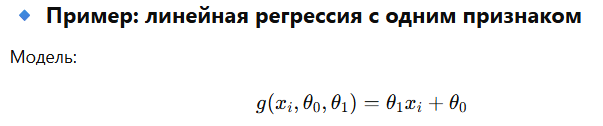 🔹 Пример: линейная регрессия с одним признаком
Модель:
g(xᵢ, θ₀, θ₁) = θ₁xᵢ + θ₀